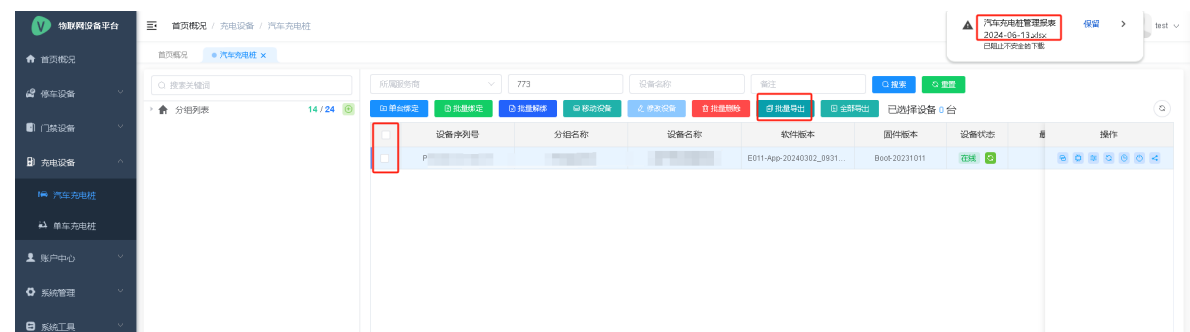 物联网设备平台
首页概况 / 充电设备 / 汽车充电桩
汽车充电桩管理报表
2024-06-13.xlsx
已阻止不安全的下载
保留
test
首页概况
首页概况
汽车充电桩 ×
停车设备
门禁设备
充电设备
汽车充电桩
单车充电桩
账户中心
系统管理
系统工具
搜索关键词
分组列表
14 / 24
所属服务商
773
设备名称
备注
搜索
重置
单台绑定
批量绑定
批量解绑
移动设备
修改设备
批量删除
批量导出
全部导出
已选择设备 0 台
设备序列号
分组名称
设备名称
软件版本
固件版本
设备状态
操作
P
E011-App-20240302_0931...
Boot-20231011
在线